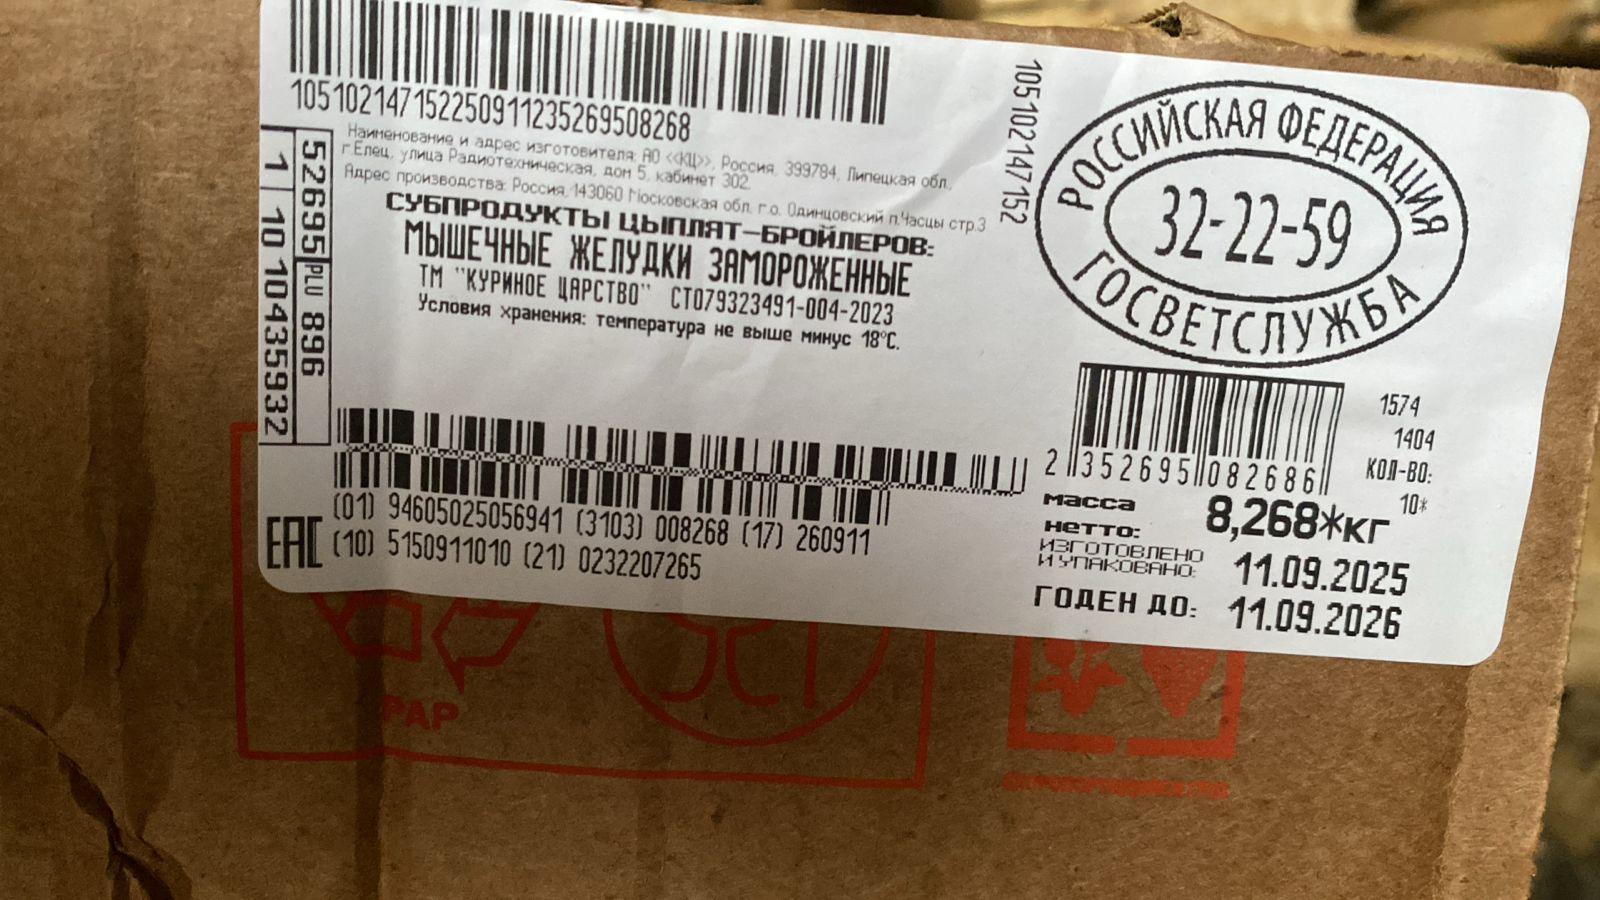 105102147152250911235269508268
Наименование и адрес изготовителя: АО <<КЦ>>, Россия, 399784, Липецкая обл.,
г.Елец, улица Радиотехническая, дом 5, кабинет 302
Адрес производства: Россия,143060 Московская обл. г.о. Одинцовский п.Часцы стр.3
СУБПРОДУКТЫ ЦЫПЛЯТ-БРОЙЛЕРОВ:
МЫШЕЧНЫЕ ЖЕЛУДКИ ЗАМОРОЖЕННЫЕ
ТМ "КУРИНОЕ ЦАРСТВО" СТО79323491-004-2023
Условия хранения: температура не выше минус 18°С.
526695 PLU 896
1 10 10435932
105102147152
РОССИЙСКАЯ ФЕДЕРАЦИЯ
32-22-59
ГОСВЕТСЛУЖБА
(01) 94605025056941 (3103) 008268 (17) 260911
(10) 5150911010 (21) 0232207265
EAC
2 352695 082686
1574
1404
КОЛ-ВО:
10*
масса
нетто: 8,268*кг
ИЗГОТОВЛЕНО
И УПАКОВАНО: 11.09.2025
ГОДЕН ДО: 11.09.2026
PAP